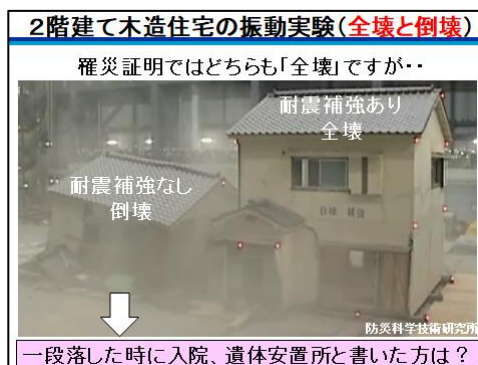 2階建て木造住宅の振動実験(全壊と倒壊)
罹災証明ではどちらも「全壊」ですが‥
耐震補強あり
全壊
耐震補強なし
倒壊
防災科学技術研究所
一段落した時に入院、遺体安置所と書いた方は?